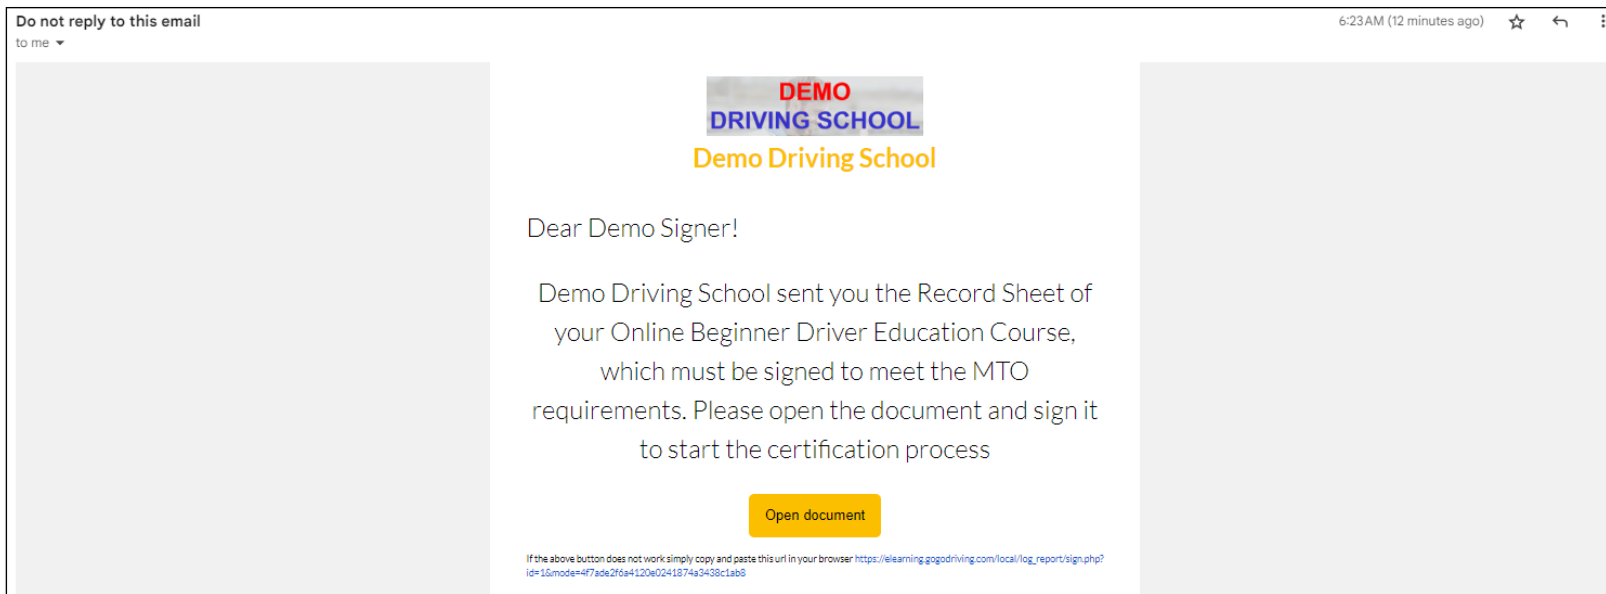 Do not reply to this email
6:23 AM (12 minutes ago)
to me
DEMO
DRIVING SCHOOL
Demo Driving School
Dear Demo Signer!
Demo Driving School sent you the Record Sheet of
your Online Beginner Driver Education Course,
which must be signed to meet the MTO
requirements. Please open the document and sign it
to start the certification process
Open document
If the above button does not work simply copy and paste this url in your browser https://elearning.gogodriving.com/local/log_report/sign.php?
id=1&mode=4f7ade2f6a4120e0241874a3438c1ab8